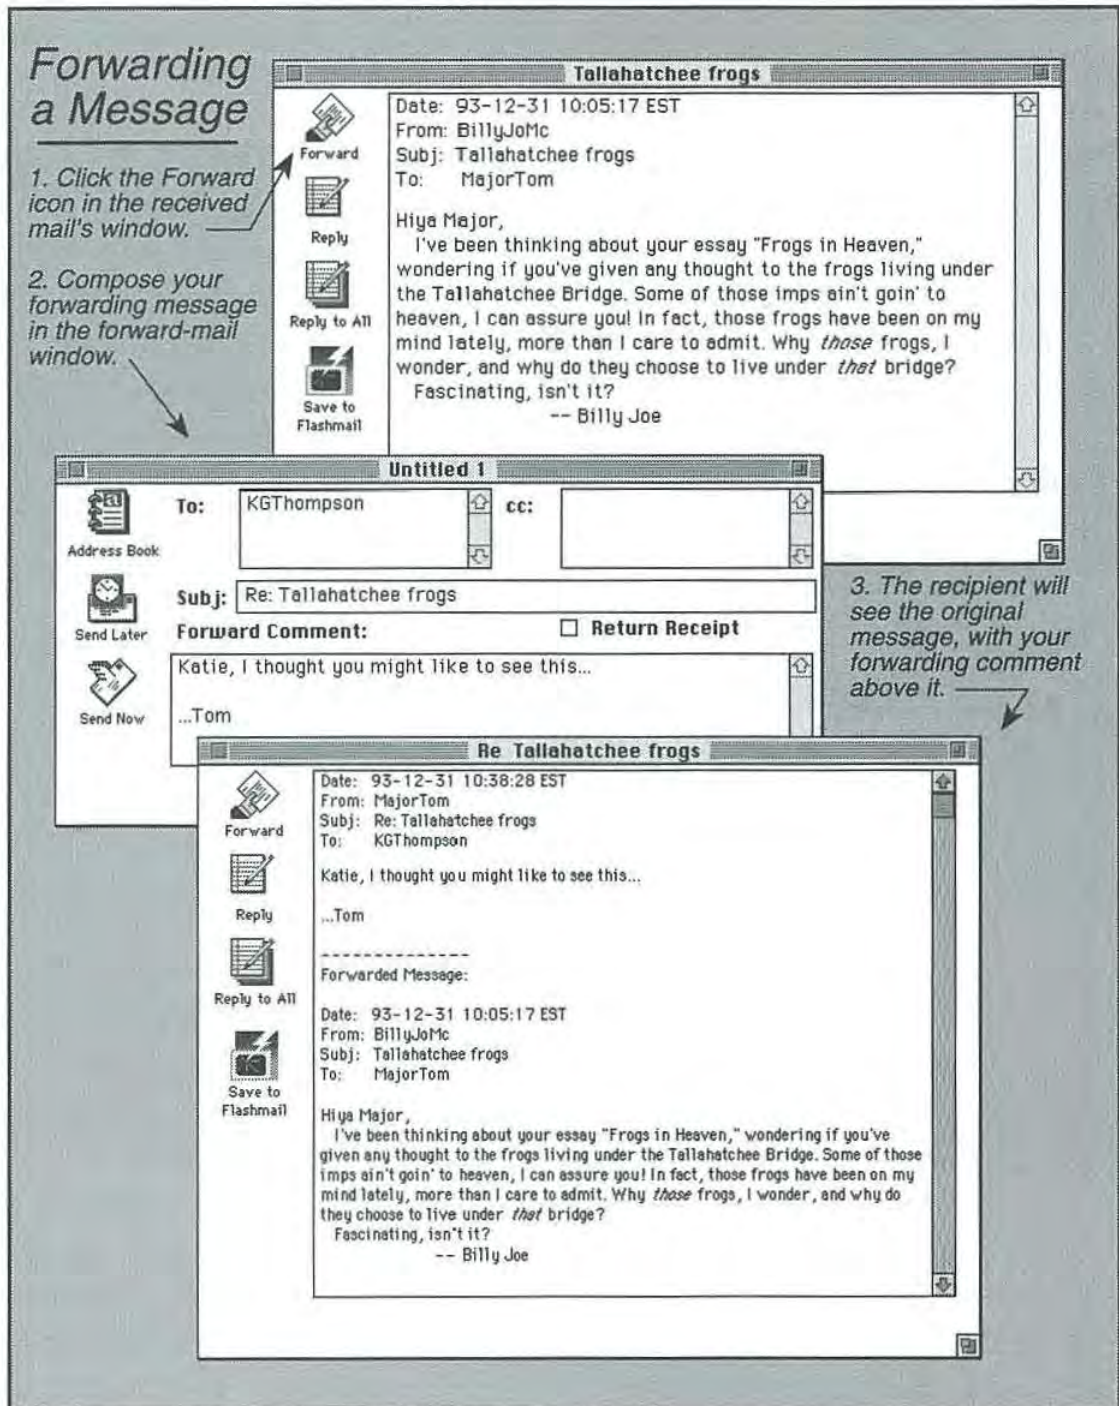 Forwarding
a Message
1. Click the Forward
icon in the received
mail's window.
2. Compose your
forwarding message
in the forward-mail
window.
Tallahatchee frogs
Forward
Reply
Reply to All
Save to
Flashmail
Date: 93-12-31 10:05:17 EST
From: BillyJoMc
Subj: Tallahatchee frogs
To: MajorTom
Hiya Major,
I've been thinking about your essay "Frogs in Heaven,"
wondering if you've given any thought to the frogs living under
the Tallahatchee Bridge. Some of those imps ain't goin' to
heaven, I can assure you! In fact, those frogs have been on my
mind lately, more than I care to admit. Why those frogs, I
wonder, and why do they choose to live under that bridge?
Fascinating, isn't it?
-- Billy Joe
Untitled 1
Address Book
Send Later
Send Now
To: KGThompson cc:
Subj: Re: Tallahatchee frogs
Forward Comment: Return Receipt
Katie, I thought you might like to see this...
...Tom
3. The recipient will
see the original
message, with your
forwarding comment
above it.
Re Tallahatchee frogs
Forward
Reply
Reply to All
Save to
Flashmail
Date: 93-12-31 10:38:28 EST
From: MajorTom
Subj: Re: Tallahatchee frogs
To: KGThompson
Katie, I thought you might like to see this...
...Tom
---------------
Forwarded Message:
Date: 93-12-31 10:05:17 EST
From: BillyJoMc
Subj: Tallahatchee frogs
To: MajorTom
Hiya Major,
I've been thinking about your essay "Frogs in Heaven," wondering if you've
given any thought to the frogs living under the Tallahatchee Bridge. Some of those
imps ain't goin' to heaven, I can assure you! In fact, those frogs have been on my
mind lately, more than I care to admit. Why those frogs, I wonder, and why do
they choose to live under that bridge?
Fascinating, isn't it?
-- Billy Joe